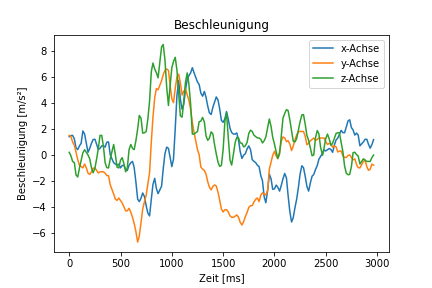 Beschleunigung
x-Achse
y-Achse
z-Achse
Beschleunigung [m/s²]
8
6
4
2
0
−2
−4
−6
0 500 1000 1500 2000 2500 3000
Zeit [ms]